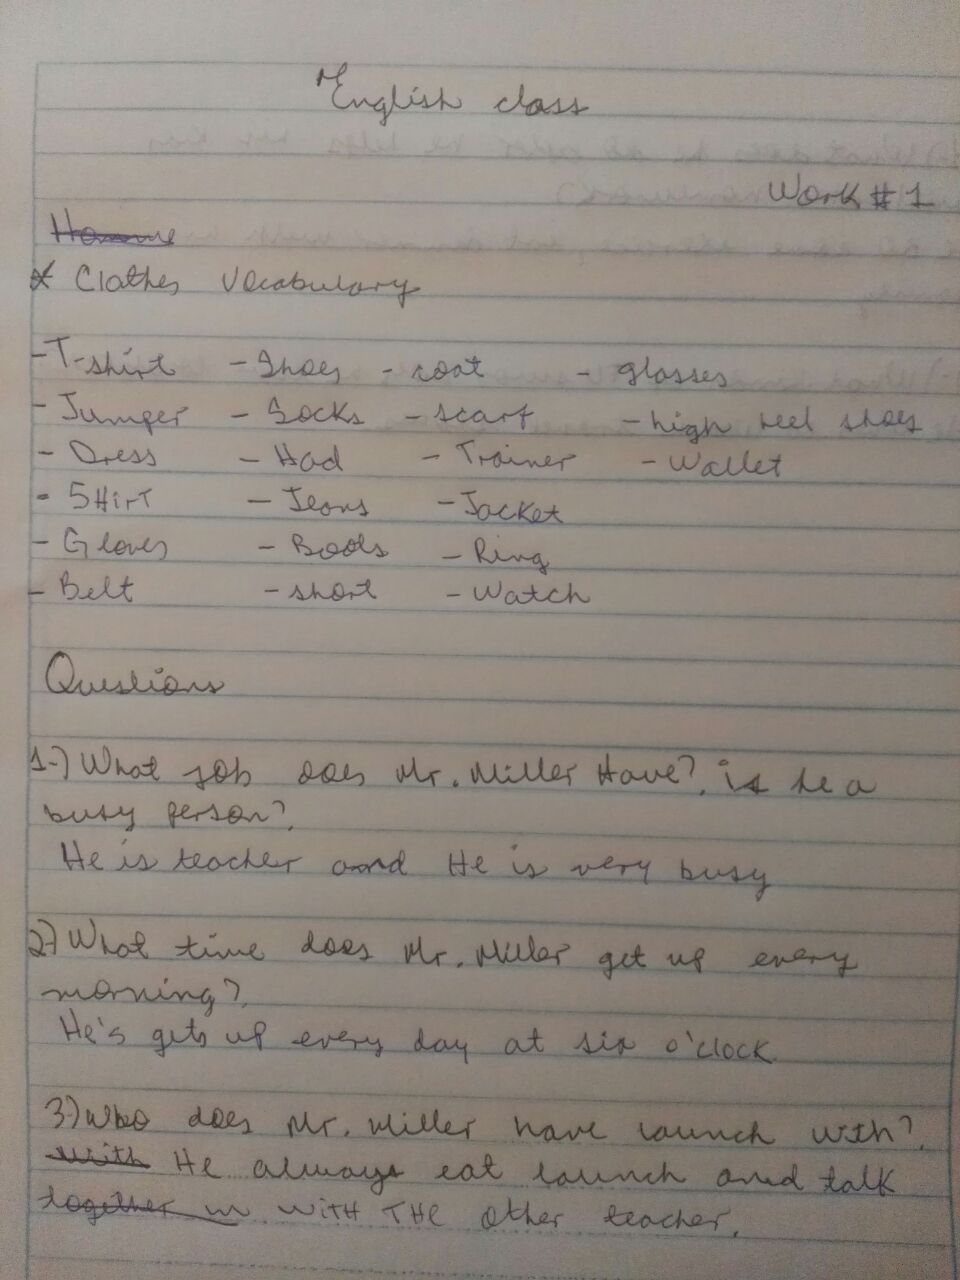 English class
Work # 1
* Clothes Vocabulary
- T-shirt - Shoes - coat - glasses
- Jumper - Socks - scarf - high heel shoes
- Dress - Had - Trainer - Wallet
- SHirT - Jeans - Jacket
- Gloves - Boots - Ring
- Belt - short - Watch
Questions
1-) What job does Mr. Miller Have?, is he a
busy person?,
He is teacher and He is very busy
2-) What time does Mr. Miller get up every
morning?,
He's gets up every day at six o'clock
3-) Who does Mr. Miller have launch with?,
with He always eat launch and talk
together in WITH THE other teacher.